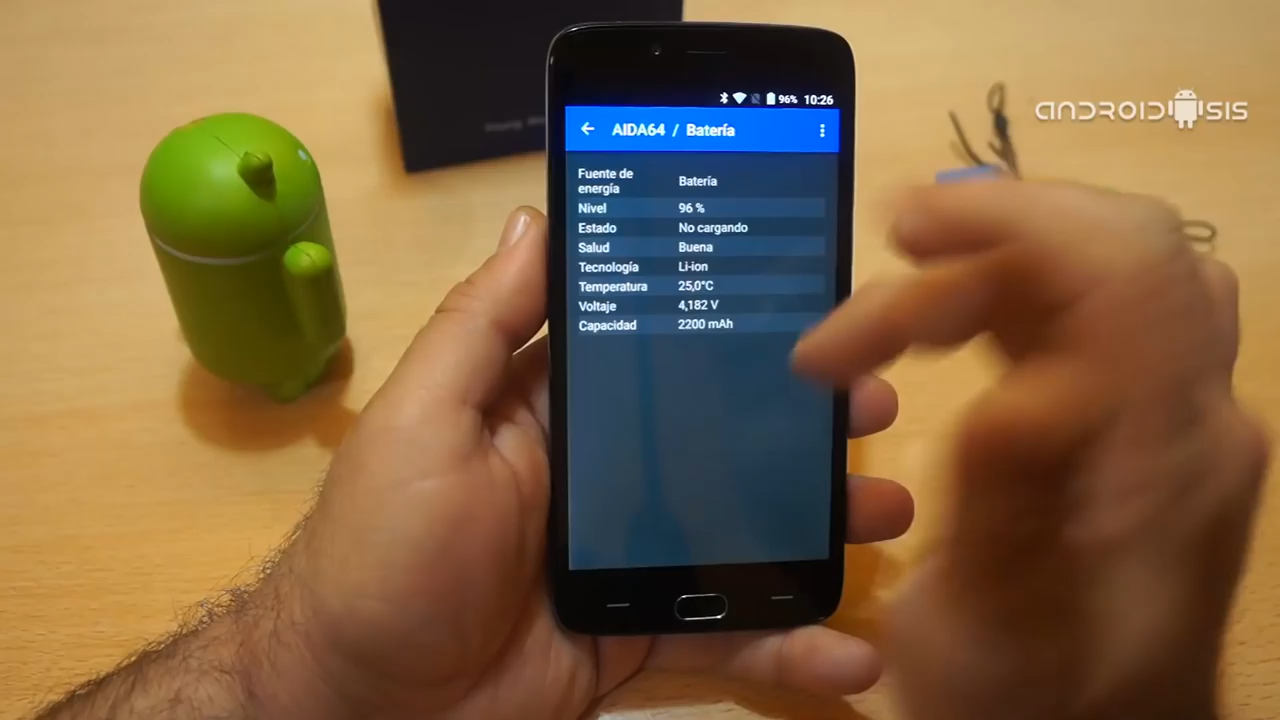 96% 10:26
ANDROIDSIS
AIDA64 / Batería
Fuente de energía Batería
Nivel 96 %
Estado No cargando
Salud Buena
Tecnología Li-ion
Temperatura 25,0°C
Voltaje 4,182 V
Capacidad 2200 mAh